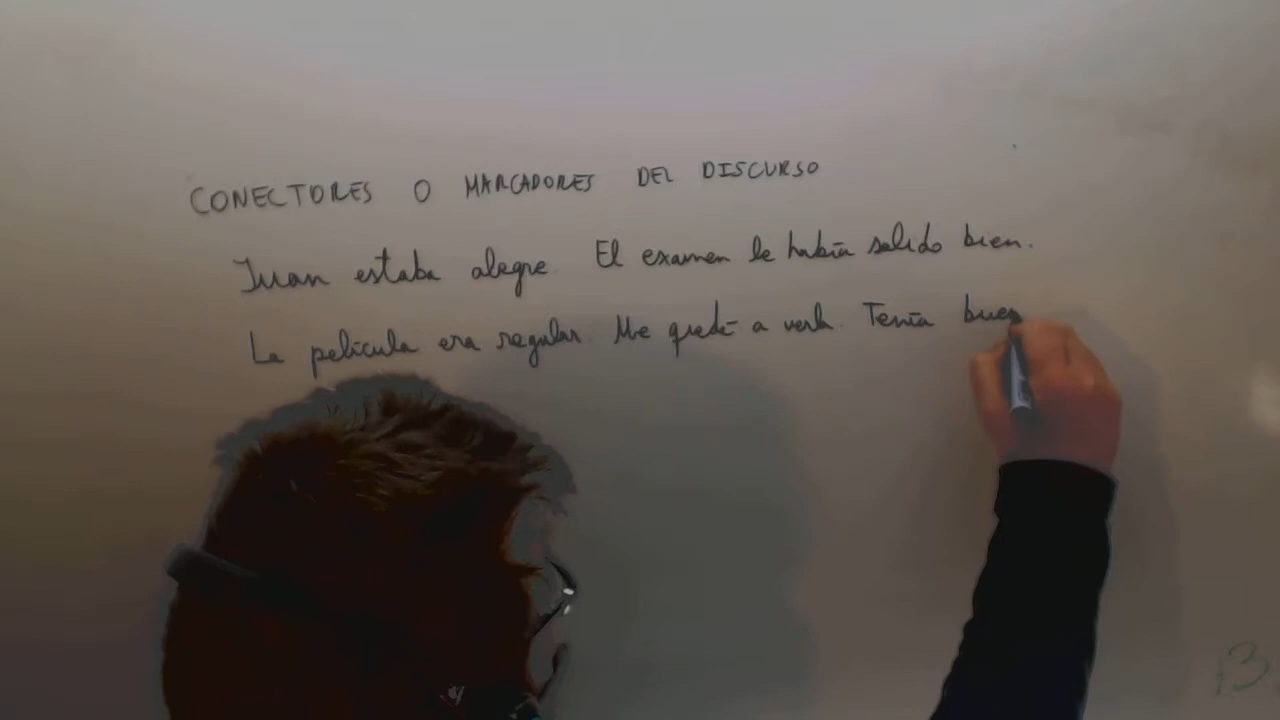 CONECTORES O MARCADORES DEL DISCURSO
Juan estaba alegre. El examen le había salido bien.
La película era regular. Me quedé a verla. Tenía buen